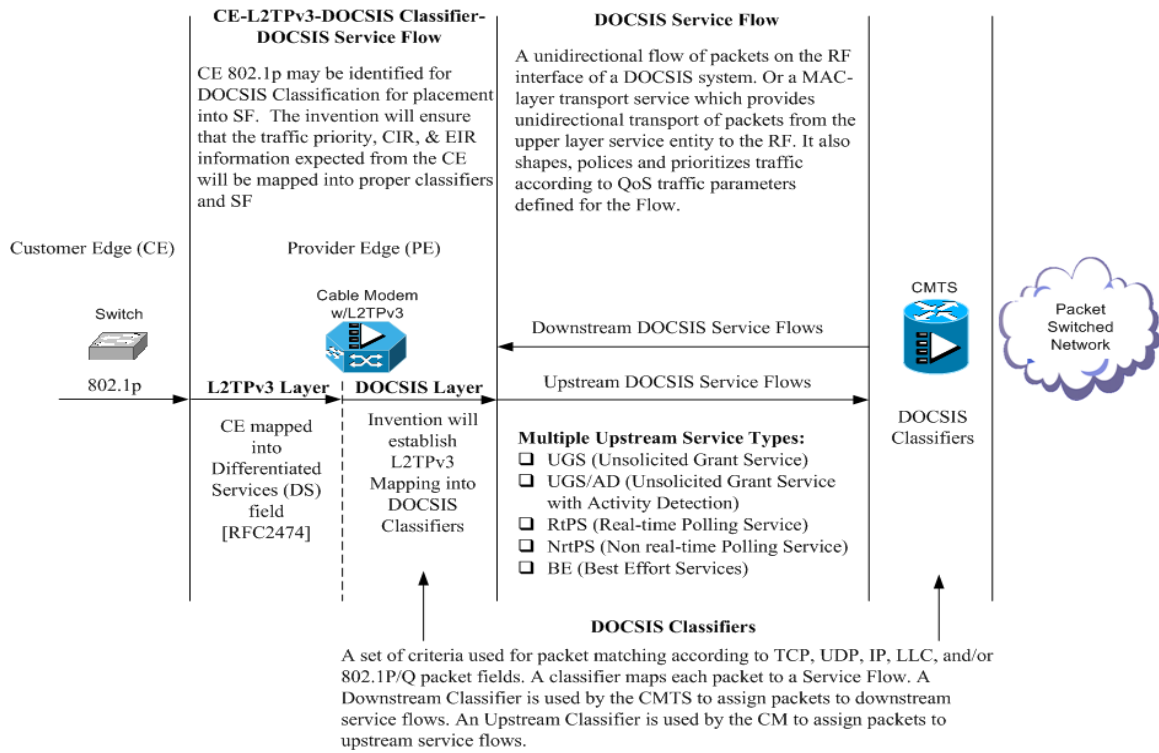 CE-L2TPv3-DOCSIS Classifier-
DOCSIS Service Flow
CE 802.1p may be identified for
DOCSIS Classification for placement
into SF.  The invention will ensure
that the traffic priority, CIR, & EIR
information expected from the CE
will be mapped into proper classifiers
and SF
DOCSIS Service Flow
A unidirectional flow of packets on the RF
interface of a DOCSIS system. Or a MAC-
layer transport service which provides
unidirectional transport of packets from the
upper layer service entity to the RF. It also
shapes, polices and prioritizes traffic
according to QoS traffic parameters
defined for the Flow.
Customer Edge (CE)
Provider Edge (PE)
Switch
802.1p
Cable Modem
w/L2TPv3
L2TPv3 Layer
CE mapped
into
Differentiated
Services (DS)
field
[RFC2474]
DOCSIS Layer
Invention will
establish
L2TPv3
Mapping into
DOCSIS
Classifiers
Downstream DOCSIS Service Flows
Upstream DOCSIS Service Flows
Multiple Upstream Service Types:
❑ UGS (Unsolicited Grant Service)
❑ UGS/AD (Unsolicited Grant Service
with Activity Detection)
❑ RtPS (Real-time Polling Service)
❑ NrtPS (Non real-time Polling Service)
❑ BE (Best Effort Services)
CMTS
DOCSIS
Classifiers
Packet
Switched
Network
DOCSIS Classifiers
A set of criteria used for packet matching according to TCP, UDP, IP, LLC, and/or
802.1P/Q packet fields. A classifier maps each packet to a Service Flow. A
Downstream Classifier is used by the CMTS to assign packets to downstream
service flows. An Upstream Classifier is used by the CM to assign packets to
upstream service flows.